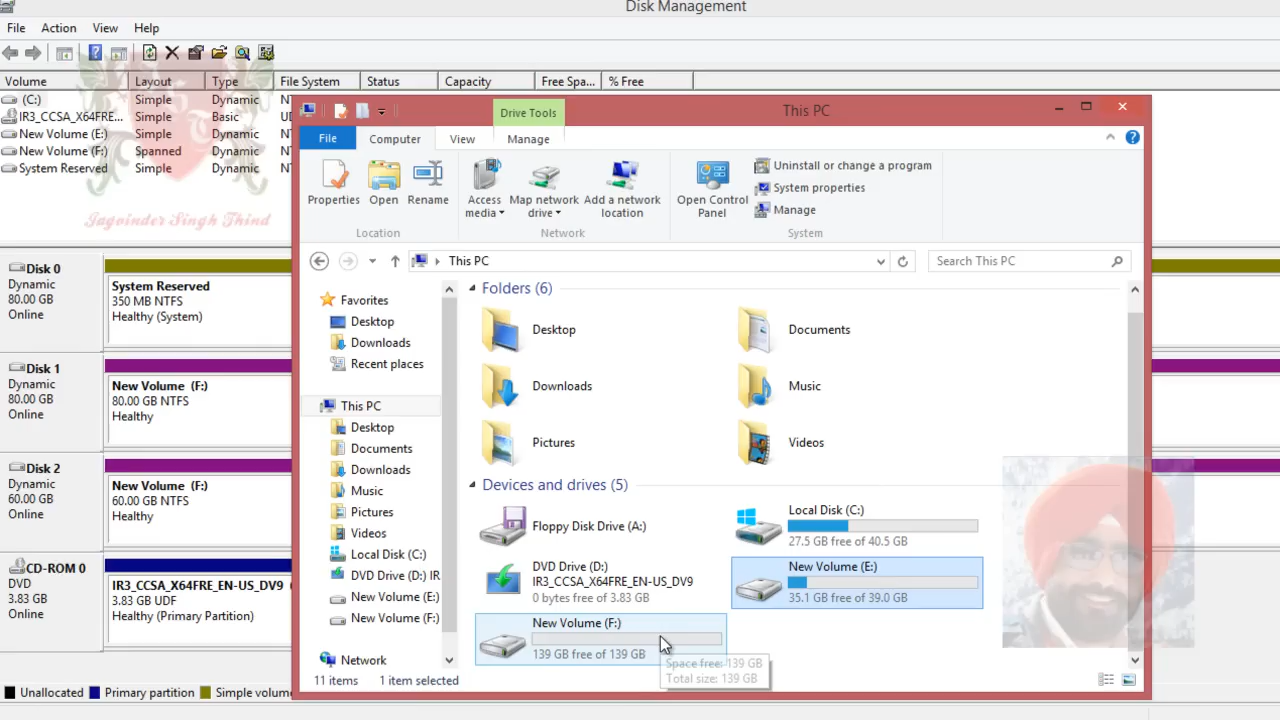 Disk Management
File Action View Help
Volume Layout Type File System Status Capacity Free Spa... % Free
(C:) Simple Dynamic
IR3_CCSA_X64FRE... Simple Basic
New Volume (E:) Simple Dynamic
New Volume (F:) Spanned Dynamic
System Reserved Simple Dynamic
Jagvinder Singh Thind
Drive Tools
This PC
File Computer View Manage
Properties Open Rename
Access media Map network drive Add a network location
Open Control Panel
Uninstall or change a program
System properties
Manage
Location Network System
This PC
Search This PC
Favorites
Desktop
Downloads
Recent places
This PC
Desktop
Documents
Downloads
Music
Pictures
Videos
Local Disk (C:)
DVD Drive (D:) IR
New Volume (E:)
New Volume (F:)
Network
Folders (6)
Desktop Documents
Downloads Music
Pictures Videos
Devices and drives (5)
Floppy Disk Drive (A:)
Local Disk (C:)
27.5 GB free of 40.5 GB
DVD Drive (D:)
IR3_CCSA_X64FRE_EN-US_DV9
0 bytes free of 3.83 GB
New Volume (E:)
35.1 GB free of 39.0 GB
New Volume (F:)
139 GB free of 139 GB
Space free: 139 GB
Total size: 139 GB
11 items 1 item selected
Disk 0
Dynamic
80.00 GB
Online
System Reserved
350 MB NTFS
Healthy (System)
Disk 1
Dynamic
80.00 GB
Online
New Volume (F:)
80.00 GB NTFS
Healthy
Disk 2
Dynamic
60.00 GB
Online
New Volume (F:)
60.00 GB NTFS
Healthy
CD-ROM 0
DVD
3.83 GB
Online
IR3_CCSA_X64FRE_EN-US_DV9
3.83 GB UDF
Healthy (Primary Partition)
Unallocated Primary partition Simple volume